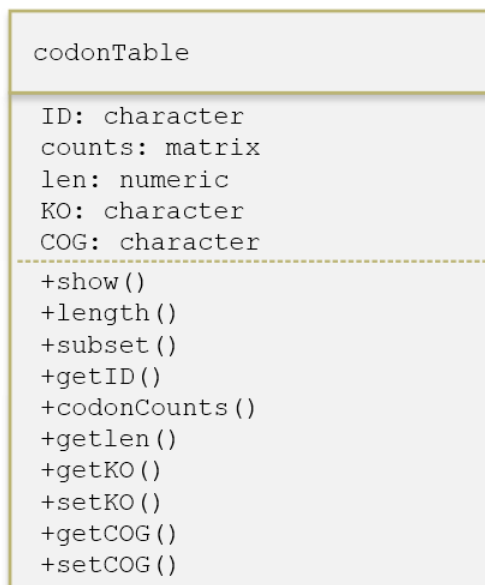 codonTable
ID: character
counts: matrix
len: numeric
KO: character
COG: character
+show()
+length()
+subset()
+getID()
+codonCounts()
+getlen()
+getKO()
+setKO()
+getCOG()
+setCOG()